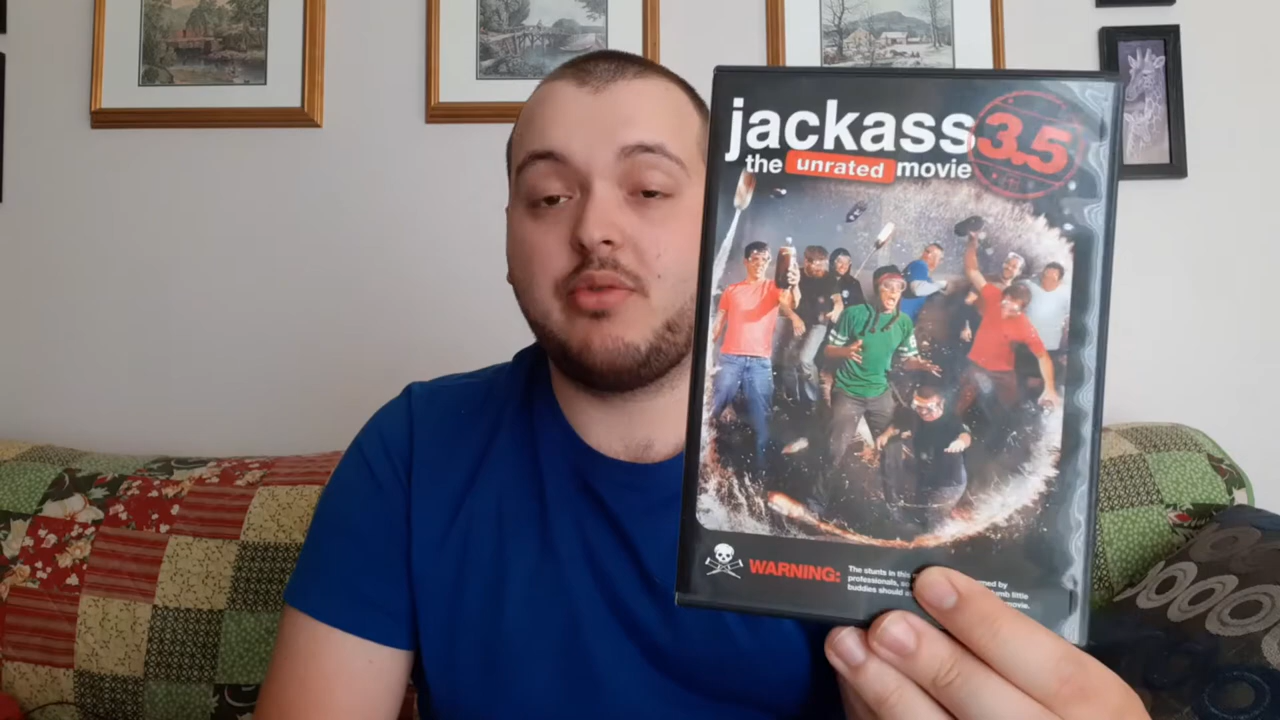 jackass 3.5
the unrated movie
WARNING:
The stunts in this
professionals, med by
buddies should umb little
movie.